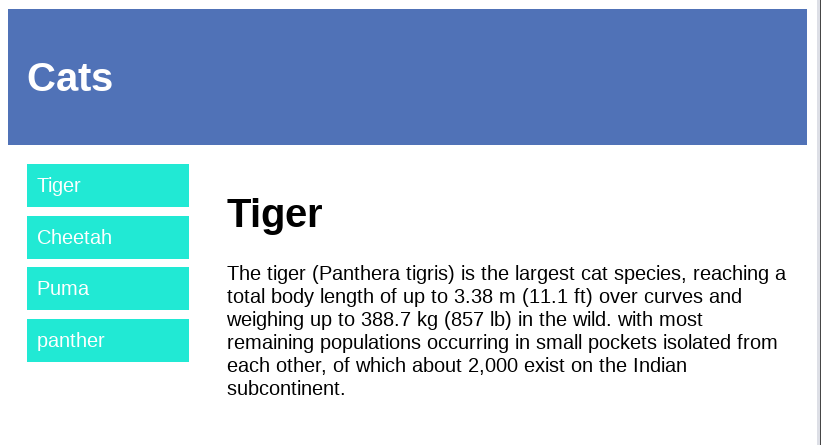 Cats
Tiger
Cheetah
Puma
panther
Tiger
The tiger (Panthera tigris) is the largest cat species, reaching a
total body length of up to 3.38 m (11.1 ft) over curves and
weighing up to 388.7 kg (857 lb) in the wild. with most
remaining populations occurring in small pockets isolated from
each other, of which about 2,000 exist on the Indian
subcontinent.